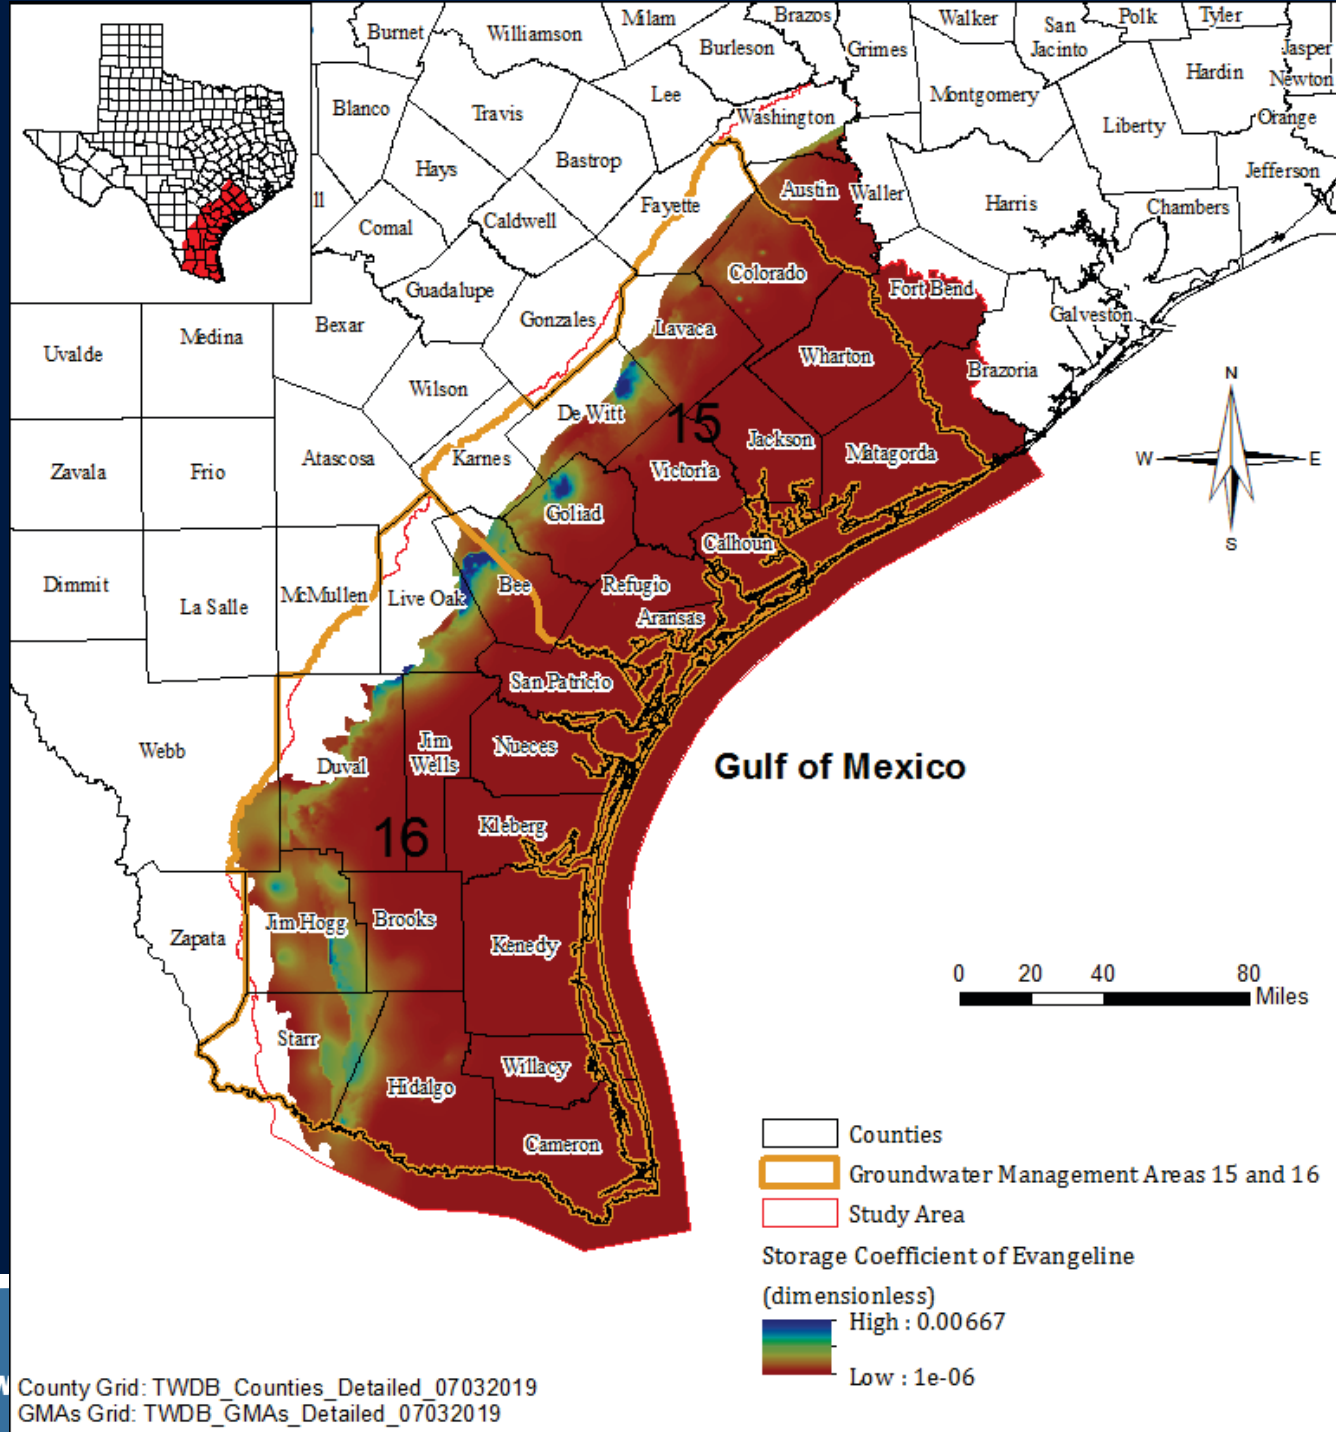 Burnet
Williamson
Milam
Brazos
Walker
San
Jacinto
Polk
Tyler
Jasper
Newton
Burleson
Grimes
Hardin
Blanco
Travis
Lee
Washington
Montgomery
Liberty
Orange
Hays
Bastrop
Jefferson
ll
Comal
Caldwell
Fayette
Austin
Waller
Harris
Chambers
Guadalupe
Colorado
Fort Bend
Galveston
Uvalde
Medina
Bexar
Gonzales
Lavaca
Wharton
Brazoria
Wilson
De Witt
15
Jackson
Matagorda
N
W
E
S
Zavala
Frio
Atascosa
Karnes
Victoria
Goliad
Calhoun
Dimmit
La Salle
McMullen
Live Oak
Bee
Refugio
Aransas
San Patricio
Webb
Duval
Jim
Wells
Nueces
Gulf of Mexico
16
Kleberg
Zapata
Jim Hogg
Brooks
Kenedy
0 20 40 80
Miles
Starr
Hidalgo
Willacy
Cameron
Counties
Groundwater Management Areas 15 and 16
Study Area
Storage Coefficient of Evangeline
(dimensionless)
High : 0.00667
Low : 1e-06
County Grid: TWDB_Counties_Detailed_07032019
GMAs Grid: TWDB_GMAs_Detailed_07032019